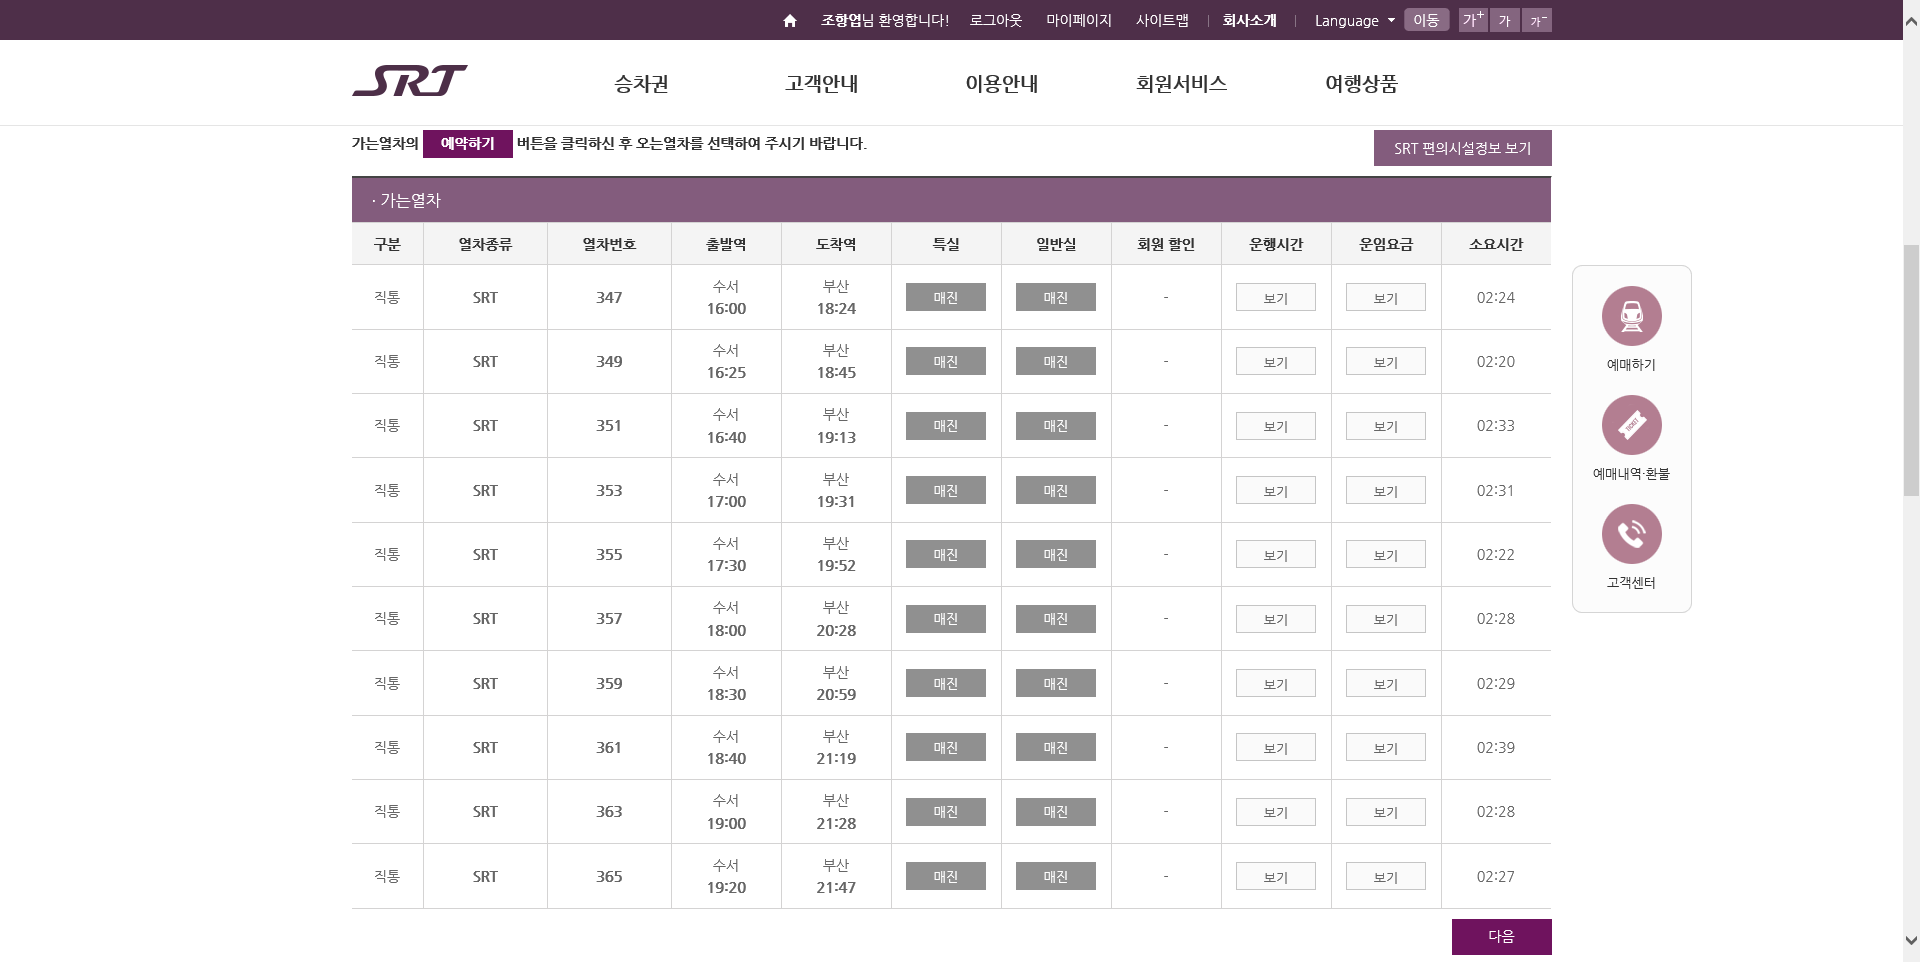 조항업님 환영합니다! 로그아웃 마이페이지 사이트맵 회사소개 Language 이동 가+ 가 가-
SRT 승차권 고객안내 이용안내 회원서비스 여행상품
가는열차의 예약하기 버튼을 클릭하신 후 오는열차를 선택하여 주시기 바랍니다.
SRT 편의시설정보 보기
· 가는열차
구분 열차종류 열차번호 출발역 도착역 특실 일반실 회원 할인 운행시간 운임요금 소요시간
직통 SRT 347 수서 16:00 부산 18:24 매진 매진 - 보기 보기 02:24
직통 SRT 349 수서 16:25 부산 18:45 매진 매진 - 보기 보기 02:20
직통 SRT 351 수서 16:40 부산 19:13 매진 매진 - 보기 보기 02:33
직통 SRT 353 수서 17:00 부산 19:31 매진 매진 - 보기 보기 02:31
직통 SRT 355 수서 17:30 부산 19:52 매진 매진 - 보기 보기 02:22
직통 SRT 357 수서 18:00 부산 20:28 매진 매진 - 보기 보기 02:28
직통 SRT 359 수서 18:30 부산 20:59 매진 매진 - 보기 보기 02:29
직통 SRT 361 수서 18:40 부산 21:19 매진 매진 - 보기 보기 02:39
직통 SRT 363 수서 19:00 부산 21:28 매진 매진 - 보기 보기 02:28
직통 SRT 365 수서 19:20 부산 21:47 매진 매진 - 보기 보기 02:27
다음
예매하기
TICKET
예매내역·환불
고객센터